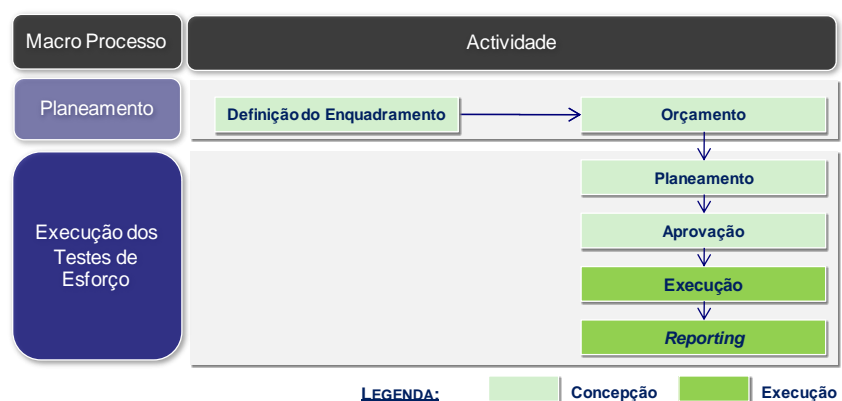 Macro Processo
Actividade
Planeamento
Definição do Enquadramento
Orçamento
Planeamento
Aprovação
Execução dos
Testes de
Esforço
Execução
Reporting
LEGENDA:
Concepção
Execução